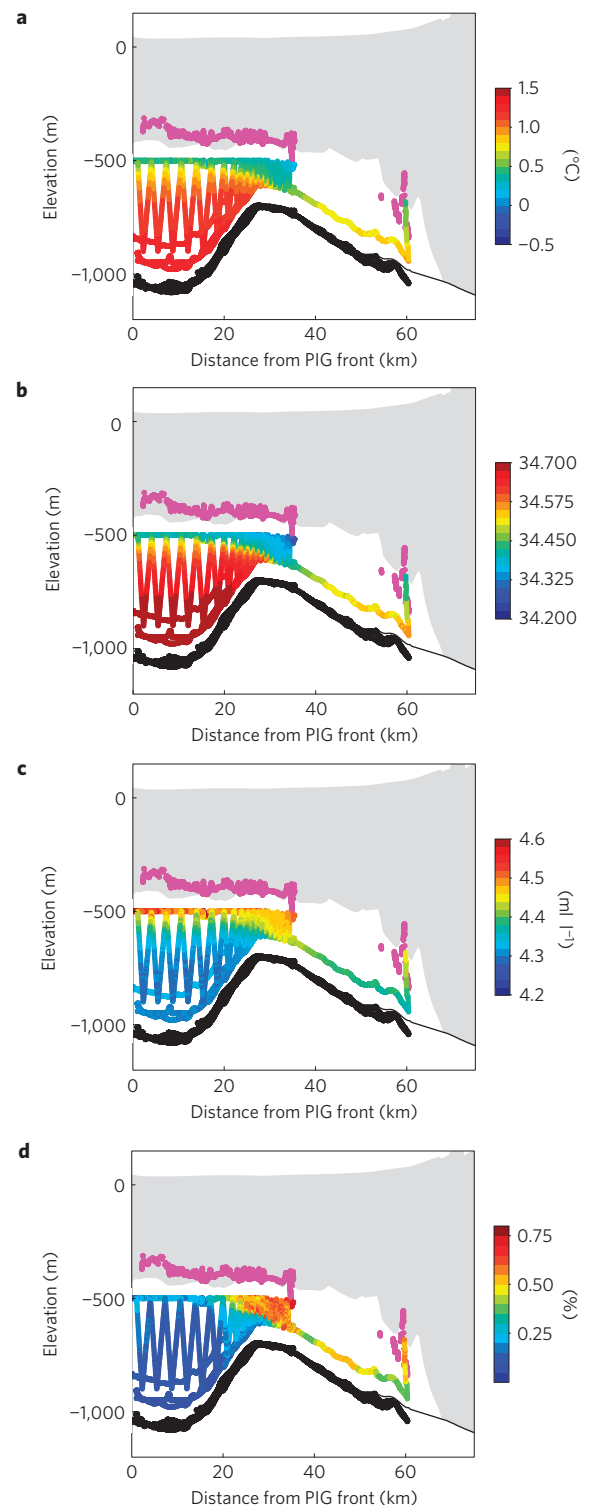 a
0
−500
−1,000
Elevation (m)
0 20 40 60
Distance from PIG front (km)
1.5
1.0
0.5
0
−0.5
(°C)
b
0
−500
−1,000
Elevation (m)
0 20 40 60
Distance from PIG front (km)
34.700
34.575
34.450
34.325
34.200
c
0
−500
−1,000
Elevation (m)
0 20 40 60
Distance from PIG front (km)
4.6
4.5
4.4
4.3
4.2
(ml l⁻¹)
d
0
−500
−1,000
Elevation (m)
0 20 40 60
Distance from PIG front (km)
0.75
0.50
0.25
(%)